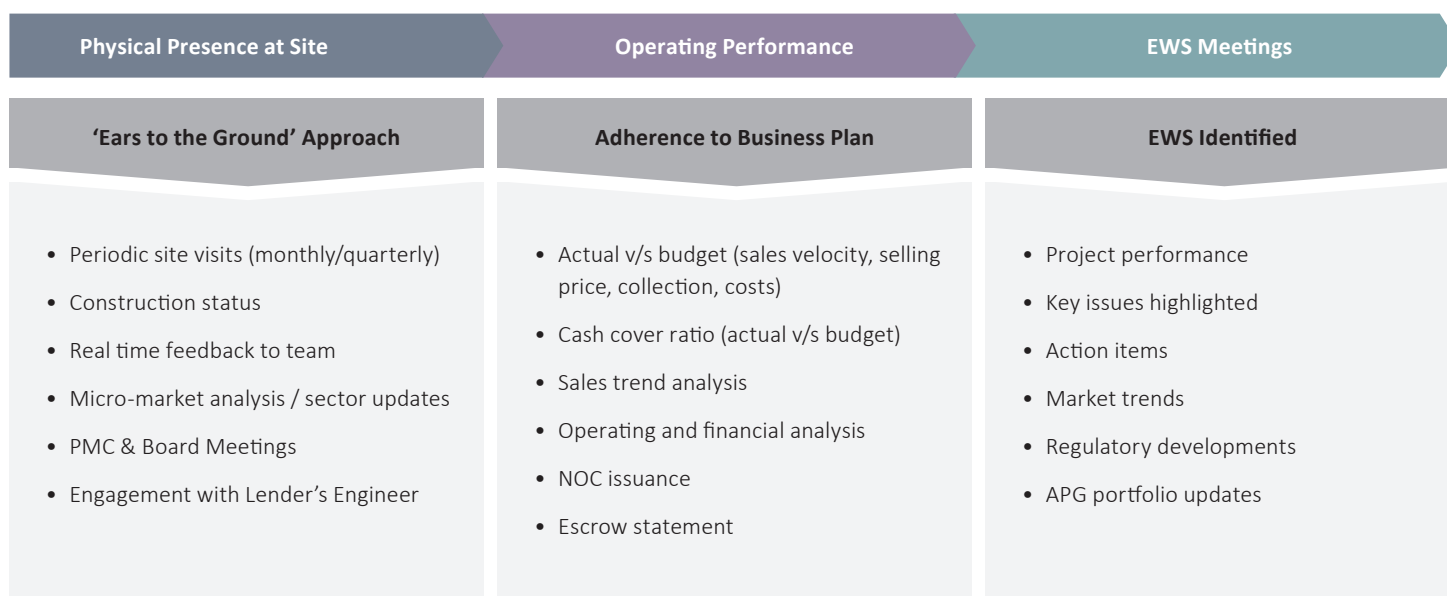 Physical Presence at Site
Operating Performance
EWS Meetings
‘Ears to the Ground’ Approach
• Periodic site visits (monthly/quarterly)
• Construction status
• Real time feedback to team
• Micro-market analysis / sector updates
• PMC & Board Meetings
• Engagement with Lender’s Engineer
Adherence to Business Plan
• Actual v/s budget (sales velocity, selling
price, collection, costs)
• Cash cover ratio (actual v/s budget)
• Sales trend analysis
• Operating and financial analysis
• NOC issuance
• Escrow statement
EWS Identified
• Project performance
• Key issues highlighted
• Action items
• Market trends
• Regulatory developments
• APG portfolio updates